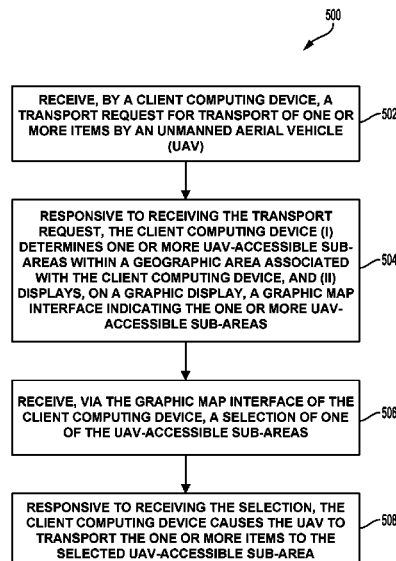 500
RECEIVE, BY A CLIENT COMPUTING DEVICE, A
TRANSPORT REQUEST FOR TRANSPORT OF ONE OR
MORE ITEMS BY AN UNMANNED AERIAL VEHICLE
(UAV)
502
RESPONSIVE TO RECEIVING THE TRANSPORT
REQUEST, THE CLIENT COMPUTING DEVICE (I)
DETERMINES ONE OR MORE UAV-ACCESSIBLE SUB-
AREAS WITHIN A GEOGRAPHIC AREA ASSOCIATED
WITH THE CLIENT COMPUTING DEVICE, AND (II)
DISPLAYS, ON A GRAPHIC DISPLAY, A GRAPHIC MAP
INTERFACE INDICATING THE ONE OR MORE UAV-
ACCESSIBLE SUB-AREAS
504
RECEIVE, VIA THE GRAPHIC MAP INTERFACE OF THE
CLIENT COMPUTING DEVICE, A SELECTION OF ONE
OF THE UAV-ACCESSIBLE SUB-AREAS
506
RESPONSIVE TO RECEIVING THE SELECTION, THE
CLIENT COMPUTING DEVICE CAUSES THE UAV TO
TRANSPORT THE ONE OR MORE ITEMS TO THE
SELECTED UAV-ACCESSIBLE SUB-AREA
508